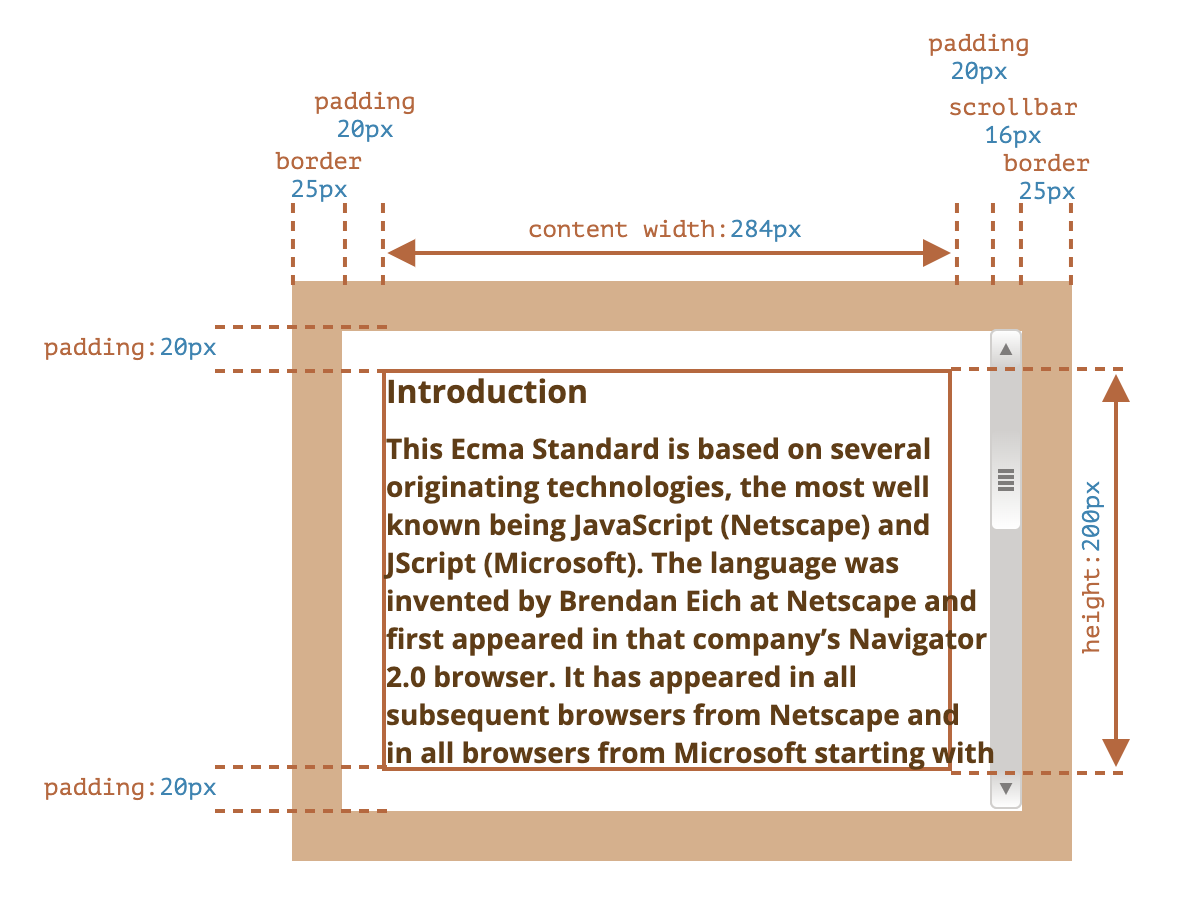 padding
20px
scrollbar
16px
border
25px
padding
20px
border
25px
content width:284px
padding:20px
Introduction
This Ecma Standard is based on several
originating technologies, the most well
known being JavaScript (Netscape) and
JScript (Microsoft). The language was
invented by Brendan Eich at Netscape and
first appeared in that company’s Navigator
2.0 browser. It has appeared in all
subsequent browsers from Netscape and
in all browsers from Microsoft starting with
height:200px
padding:20px